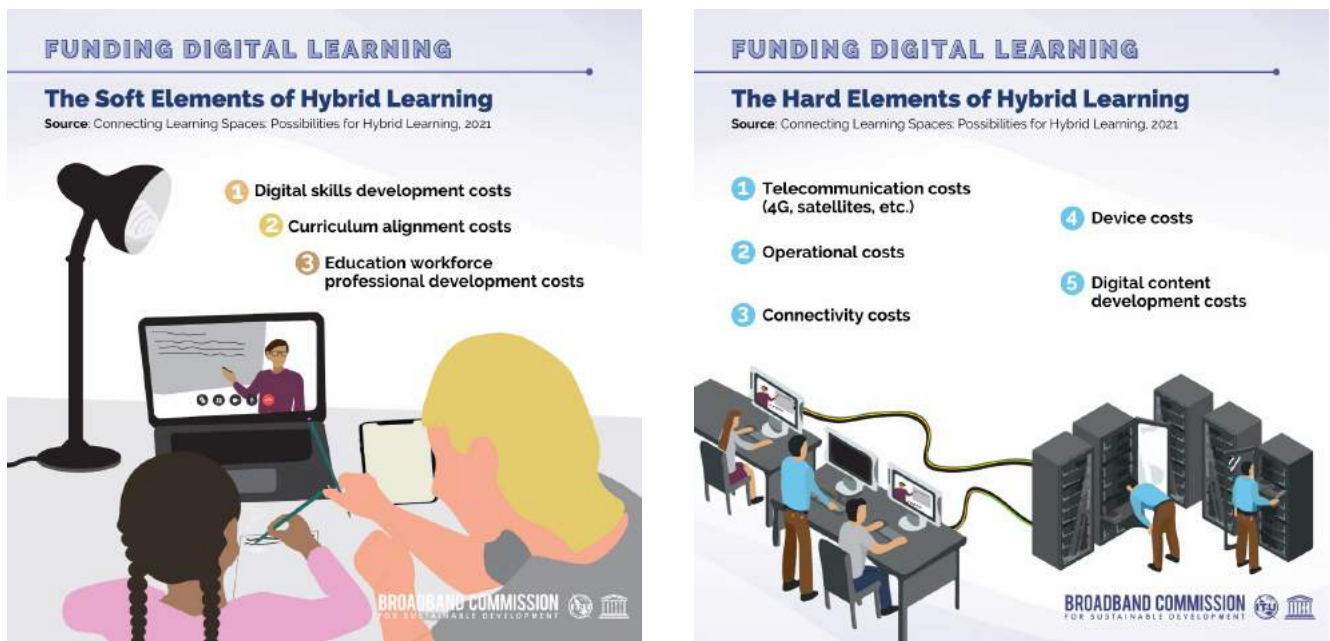 FUNDING DIGITAL LEARNING
The Soft Elements of Hybrid Learning
Source: Connecting Learning Spaces: Possibilities for Hybrid Learning, 2021
1 Digital skills development costs
2 Curriculum alignment costs
3 Education workforce
professional development costs
BROADBAND COMMISSION
FOR SUSTAINABLE DEVELOPMENT
ITU
FUNDING DIGITAL LEARNING
The Hard Elements of Hybrid Learning
Source: Connecting Learning Spaces: Possibilities for Hybrid Learning, 2021
1 Telecommunication costs
(4G, satellites, etc.)
2 Operational costs
3 Connectivity costs
4 Device costs
5 Digital content
development costs
BROADBAND COMMISSION
FOR SUSTAINABLE DEVELOPMENT
ITU